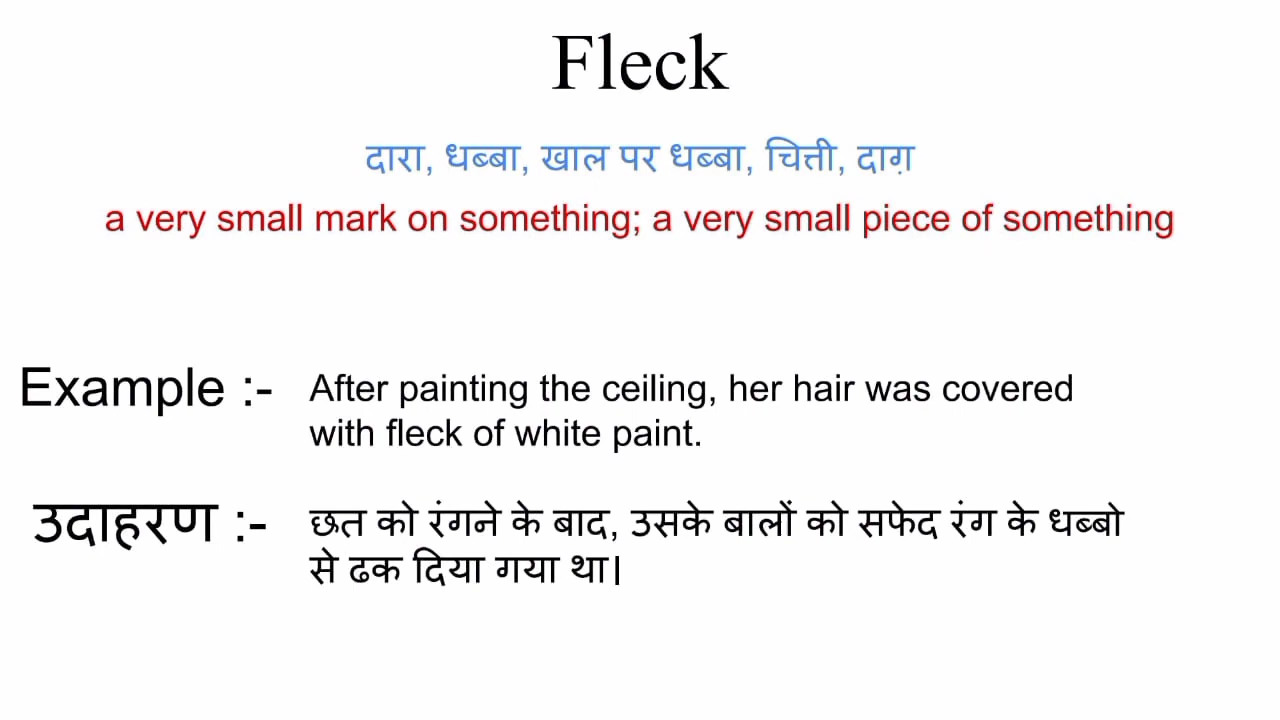 Fleck
दारा, धब्बा, खाल पर धब्बा, चित्ती, दाग़
a very small mark on something; a very small piece of something
Example :- After painting the ceiling, her hair was covered
with fleck of white paint.
उदाहरण :- छत को रंगने के बाद, उसके बालों को सफेद रंग के धब्बो
से ढक दिया गया था।